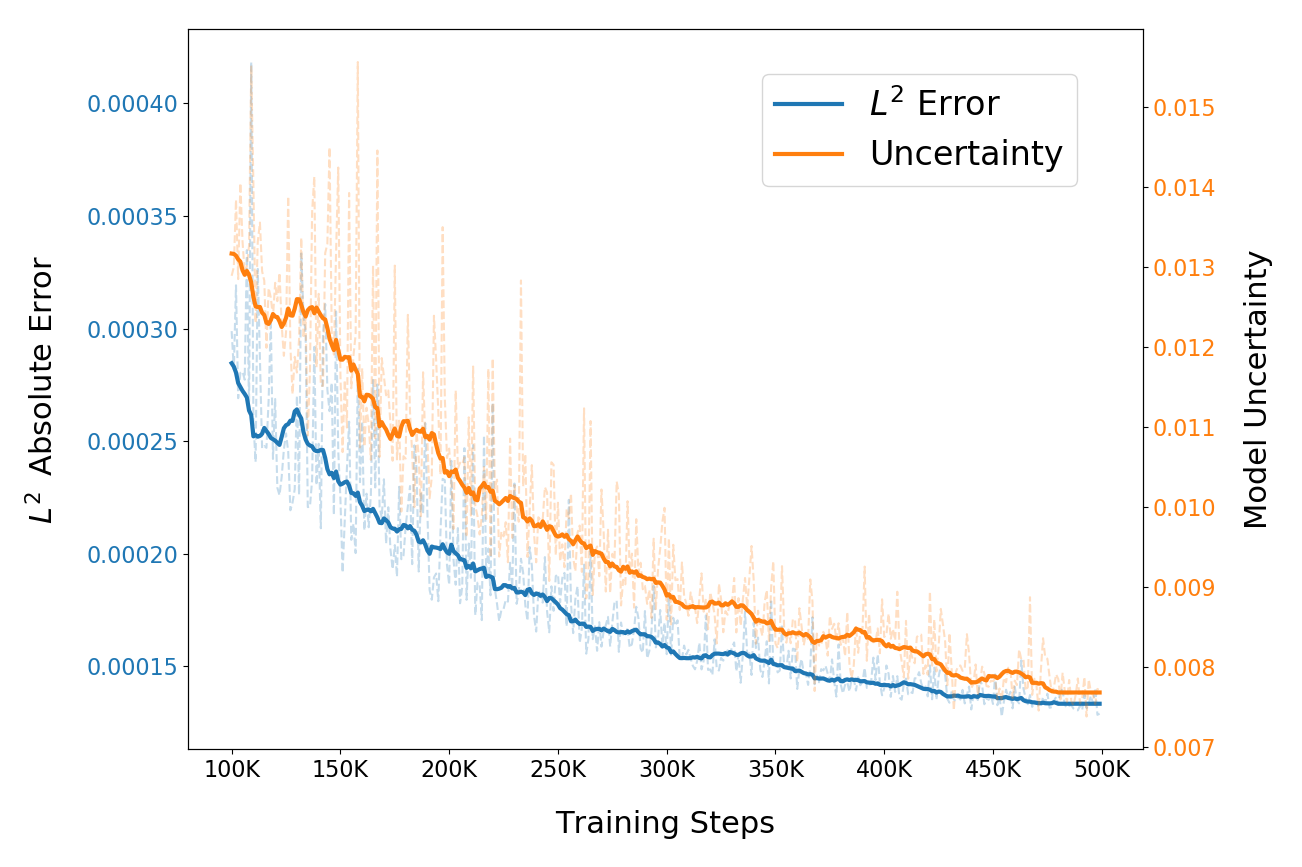 L² Error
Uncertainty
L² Absolute Error
0.00040
0.00035
0.00030
0.00025
0.00020
0.00015
Model Uncertainty
0.015
0.014
0.013
0.012
0.011
0.010
0.009
0.008
0.007
100K 150K 200K 250K 300K 350K 400K 450K 500K
Training Steps